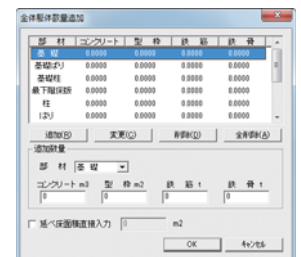 全体躯体数量追加
部 材 コンクリート 型 枠 鉄 筋 鉄 骨
基 礎 0.0000 0.0000 0.0000 0.0000
基礎ばり 0.0000 0.0000 0.0000 0.0000
基礎柱 0.0000 0.0000 0.0000 0.0000
最下階床版 0.0000 0.0000 0.0000 0.0000
柱 0.0000 0.0000 0.0000 0.0000
ばり 0.0000 0.0000 0.0000 0.0000
追加(R) 変更(C) 削除(D) 全削除(A)
追加数量
部 材 基 礎
コンクリート m3 型 枠 m2 鉄 筋 t 鉄 骨 t
0 0 0 0
延べ床面積直接入力 0 m2
OK キャンセル